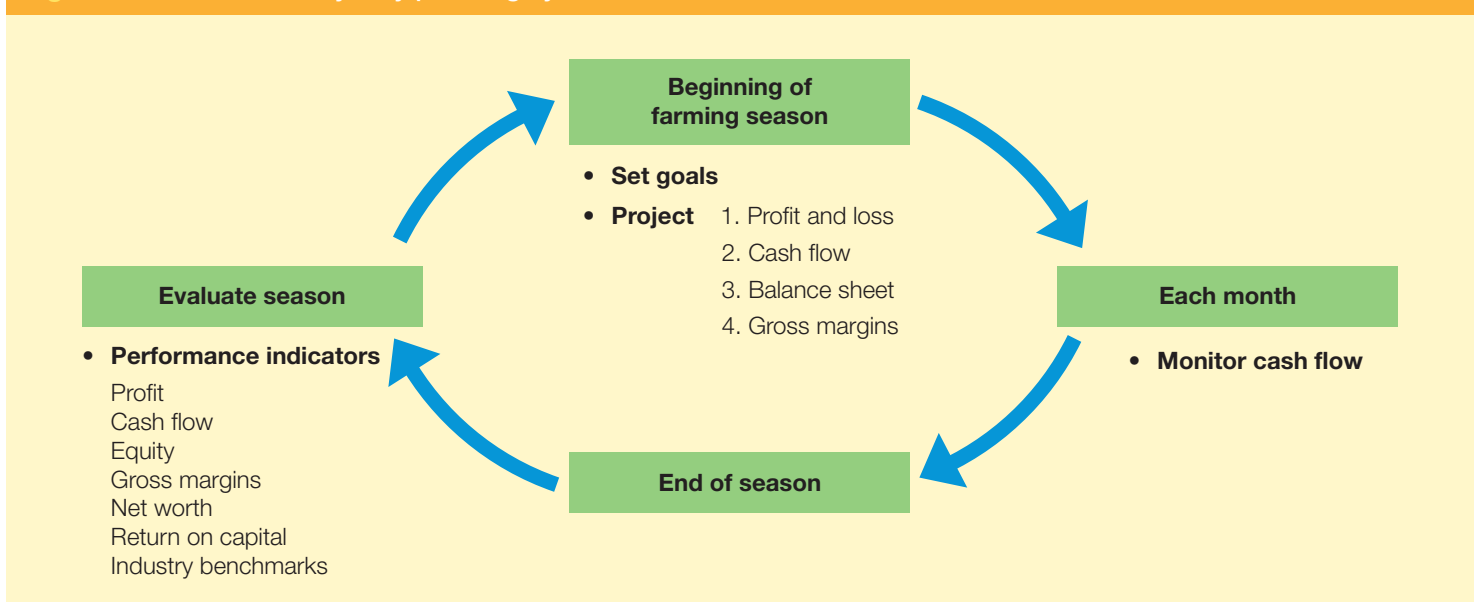 Beginning of
farming season
• Set goals
• Project 1. Profit and loss
2. Cash flow
3. Balance sheet
4. Gross margins
Each month
• Monitor cash flow
End of season
Evaluate season
• Performance indicators
Profit
Cash flow
Equity
Gross margins
Net worth
Return on capital
Industry benchmarks